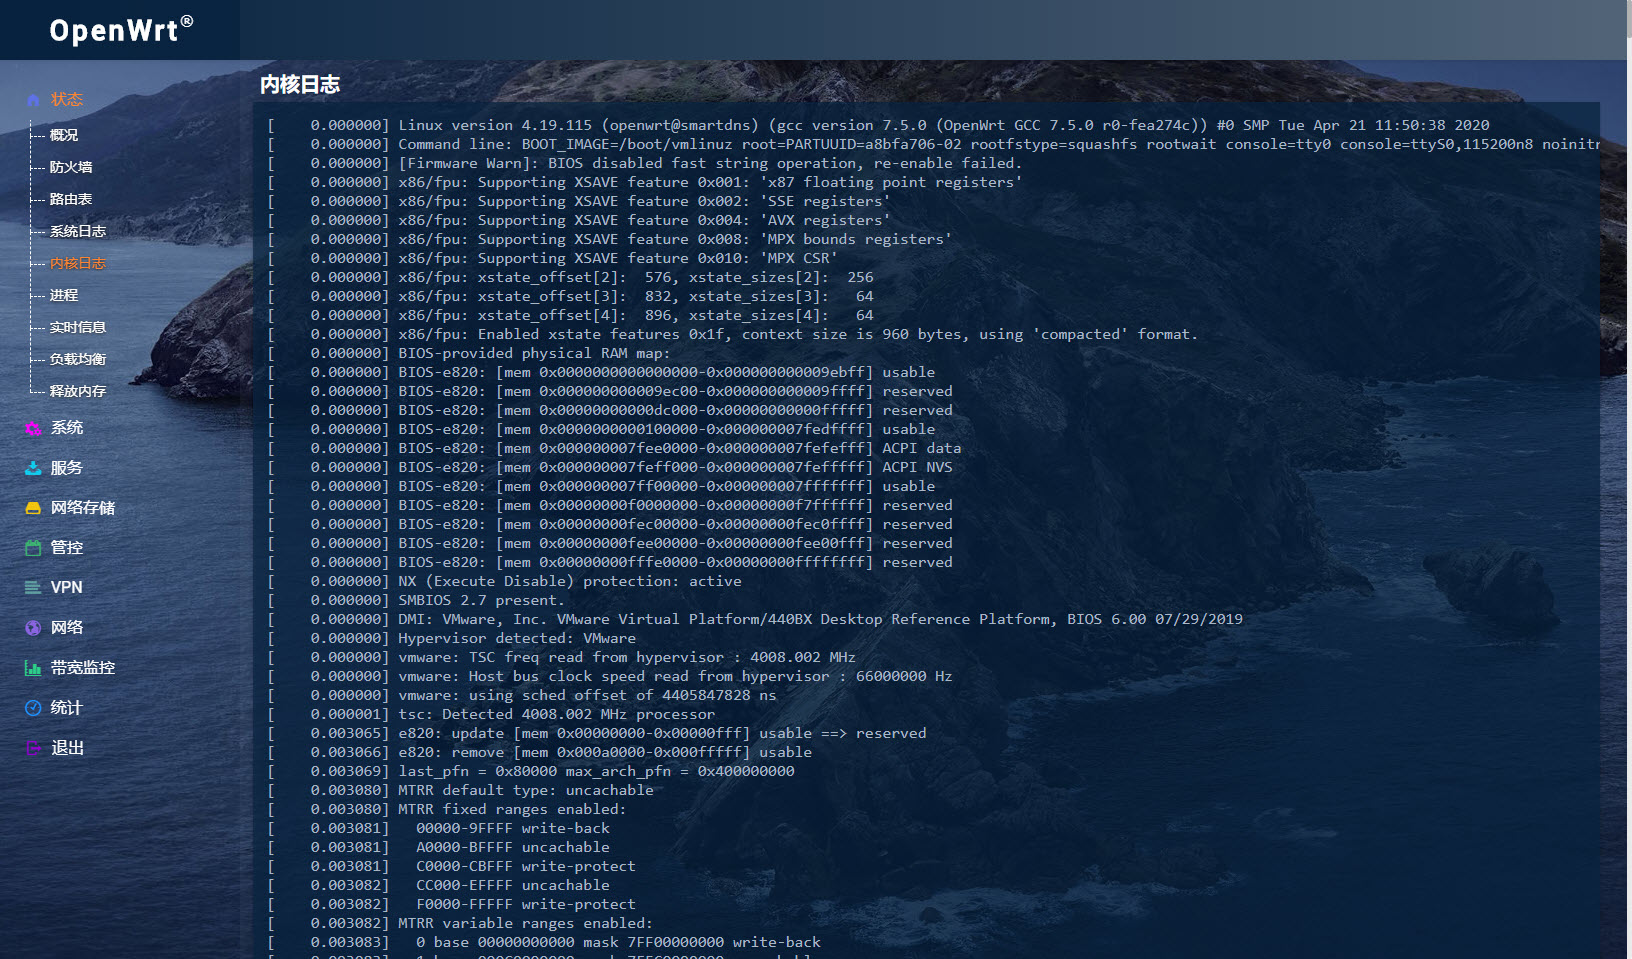 OpenWrt®
状态
概况
防火墙
路由表
系统日志
内核日志
进程
实时信息
负载均衡
释放内存
系统
服务
网络存储
管控
VPN
网络
带宽监控
统计
退出
内核日志
[    0.000000] Linux version 4.19.115 (openwrt@smartdns) (gcc version 7.5.0 (OpenWrt GCC 7.5.0 r0-fea274c)) #0 SMP Tue Apr 21 11:50:38 2020
[    0.000000] Command line: BOOT_IMAGE=/boot/vmlinuz root=PARTUUID=a8bfa706-02 rootfstype=squashfs rootwait console=tty0 console=ttyS0,115200n8 noinitr
[    0.000000] [Firmware Warn]: BIOS disabled fast string operation, re-enable failed.
[    0.000000] x86/fpu: Supporting XSAVE feature 0x001: 'x87 floating point registers'
[    0.000000] x86/fpu: Supporting XSAVE feature 0x002: 'SSE registers'
[    0.000000] x86/fpu: Supporting XSAVE feature 0x004: 'AVX registers'
[    0.000000] x86/fpu: Supporting XSAVE feature 0x008: 'MPX bounds registers'
[    0.000000] x86/fpu: Supporting XSAVE feature 0x010: 'MPX CSR'
[    0.000000] x86/fpu: xstate_offset[2]:  576, xstate_sizes[2]:  256
[    0.000000] x86/fpu: xstate_offset[3]:  832, xstate_sizes[3]:   64
[    0.000000] x86/fpu: xstate_offset[4]:  896, xstate_sizes[4]:   64
[    0.000000] x86/fpu: Enabled xstate features 0x1f, context size is 960 bytes, using 'compacted' format.
[    0.000000] BIOS-provided physical RAM map:
[    0.000000] BIOS-e820: [mem 0x0000000000000000-0x000000000009ebff] usable
[    0.000000] BIOS-e820: [mem 0x000000000009ec00-0x000000000009ffff] reserved
[    0.000000] BIOS-e820: [mem 0x00000000000dc000-0x00000000000fffff] reserved
[    0.000000] BIOS-e820: [mem 0x0000000000100000-0x000000007fedffff] usable
[    0.000000] BIOS-e820: [mem 0x000000007fee0000-0x000000007fefefff] ACPI data
[    0.000000] BIOS-e820: [mem 0x000000007feff000-0x000000007fefffff] ACPI NVS
[    0.000000] BIOS-e820: [mem 0x000000007ff00000-0x000000007fffffff] usable
[    0.000000] BIOS-e820: [mem 0x00000000f0000000-0x00000000f7ffffff] reserved
[    0.000000] BIOS-e820: [mem 0x00000000fec00000-0x00000000fec0ffff] reserved
[    0.000000] BIOS-e820: [mem 0x00000000fee00000-0x00000000fee00fff] reserved
[    0.000000] BIOS-e820: [mem 0x00000000fffe0000-0x00000000ffffffff] reserved
[    0.000000] NX (Execute Disable) protection: active
[    0.000000] SMBIOS 2.7 present.
[    0.000000] DMI: VMware, Inc. VMware Virtual Platform/440BX Desktop Reference Platform, BIOS 6.00 07/29/2019
[    0.000000] Hypervisor detected: VMware
[    0.000000] vmware: TSC freq read from hypervisor : 4008.002 MHz
[    0.000000] vmware: Host bus clock speed read from hypervisor : 66000000 Hz
[    0.000000] vmware: using sched offset of 4405847828 ns
[    0.000001] tsc: Detected 4008.002 MHz processor
[    0.003065] e820: update [mem 0x00000000-0x00000fff] usable ==> reserved
[    0.003066] e820: remove [mem 0x000a0000-0x000fffff] usable
[    0.003069] last_pfn = 0x80000 max_arch_pfn = 0x400000000
[    0.003080] MTRR default type: uncachable
[    0.003080] MTRR fixed ranges enabled:
[    0.003081]   00000-9FFFF write-back
[    0.003081]   A0000-BFFFF uncachable
[    0.003081]   C0000-CBFFF write-protect
[    0.003082]   CC000-EFFFF uncachable
[    0.003082]   F0000-FFFFF write-protect
[    0.003082] MTRR variable ranges enabled:
[    0.003083]   0 base 00000000000 mask 7FF00000000 write-back